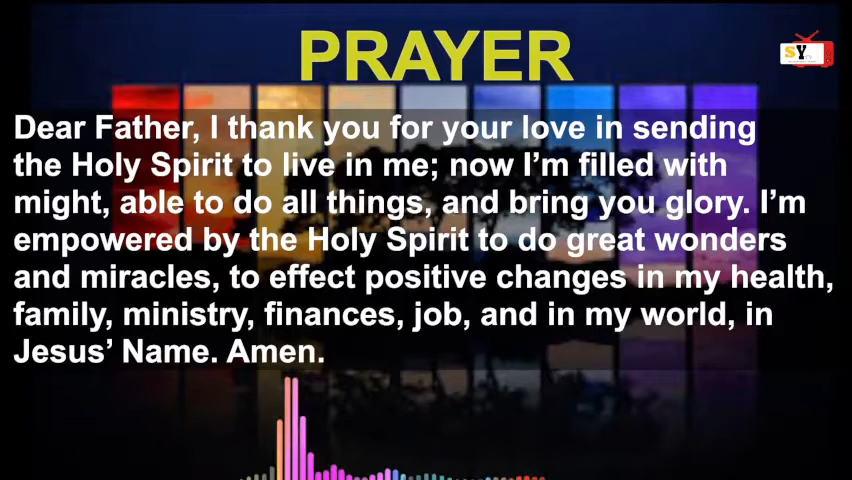 PRAYER
SY
Dear Father, I thank you for your love in sending
the Holy Spirit to live in me; now I’m filled with
might, able to do all things, and bring you glory. I’m
empowered by the Holy Spirit to do great wonders
and miracles, to effect positive changes in my health,
family, ministry, finances, job, and in my world, in
Jesus’ Name. Amen.